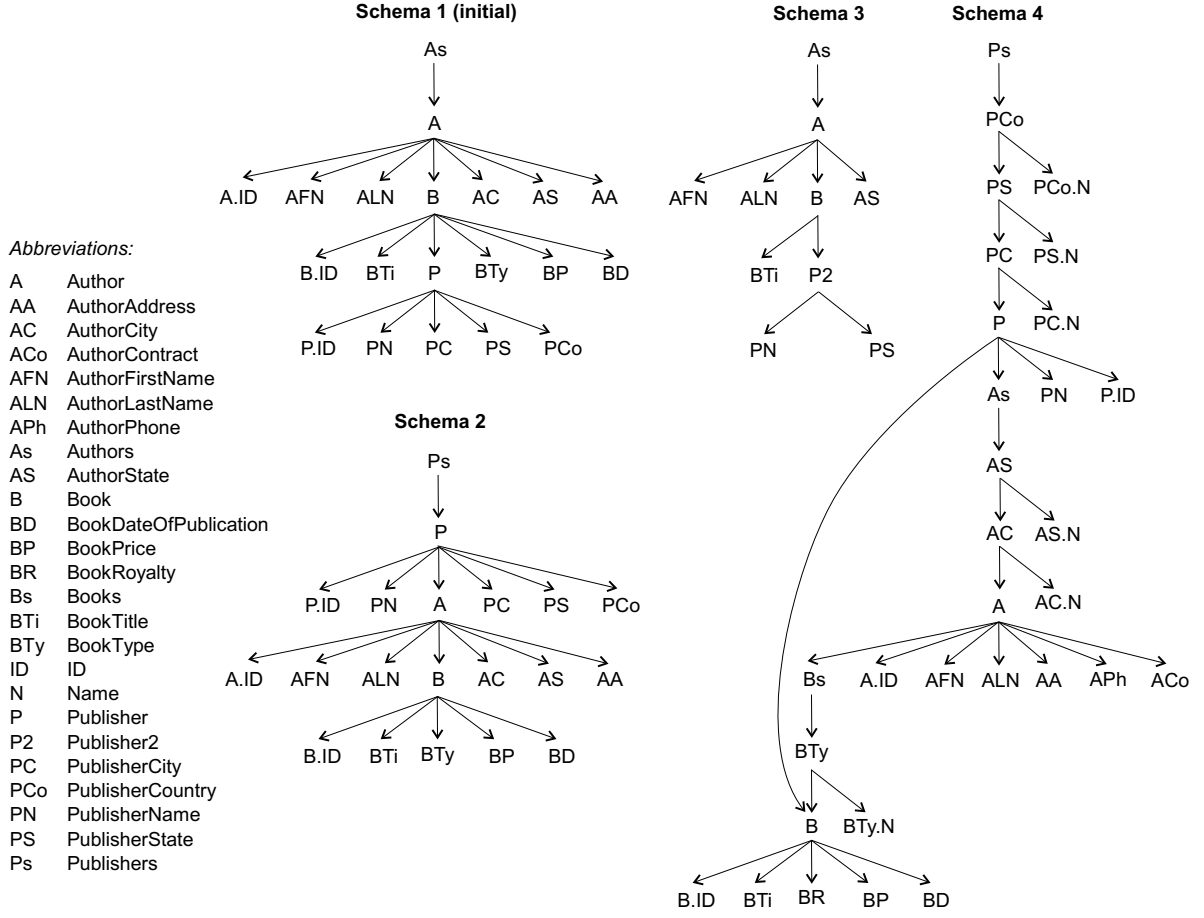 Schema 1 (initial)
As
A
A.ID AFN ALN B AC AS AA
B.ID BTi P BTy BP BD
P.ID PN PC PS PCo
Schema 2
Ps
P
P.ID PN A PC PS PCo
A.ID AFN ALN B AC AS AA
B.ID BTi BTy BP BD
Schema 3
As
A
AFN ALN B AS
BTi P2
PN PS
Schema 4
Ps
PCo
PS PCo.N
PC PS.N
P PC.N
As PN P.ID
AS
AC AS.N
A AC.N
Bs A.ID AFN ALN AA APh ACo
BTy
B BTy.N
B.ID BTi BR BP BD
Abbreviations:
A Author
AA AuthorAddress
AC AuthorCity
ACo AuthorContract
AFN AuthorFirstName
ALN AuthorLastName
APh AuthorPhone
As Authors
AS AuthorState
B Book
BD BookDateOfPublication
BP BookPrice
BR BookRoyalty
Bs Books
BTi BookTitle
BTy BookType
ID ID
N Name
P Publisher
P2 Publisher2
PC PublisherCity
PCo PublisherCountry
PN PublisherName
PS PublisherState
Ps Publishers